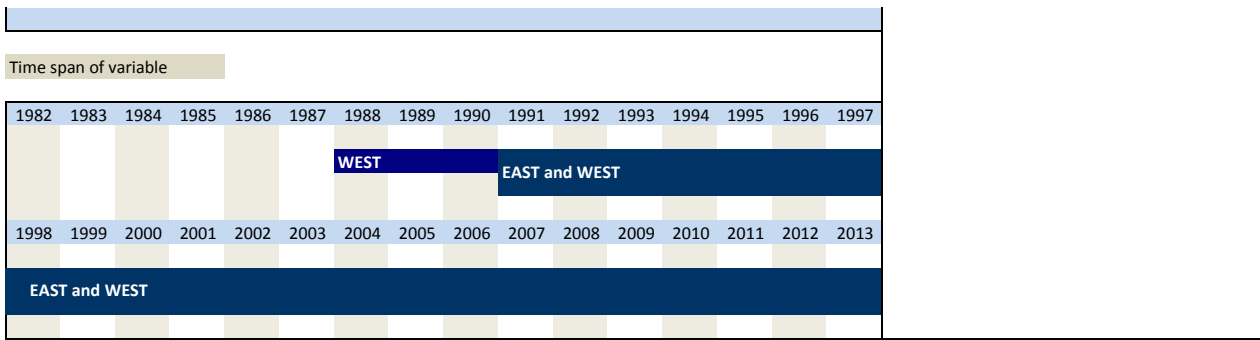 Time span of variable
1982 1983 1984 1985 1986 1987 1988 1989 1990 1991 1992 1993 1994 1995 1996 1997
WEST
EAST and WEST
1998 1999 2000 2001 2002 2003 2004 2005 2006 2007 2008 2009 2010 2011 2012 2013
EAST and WEST